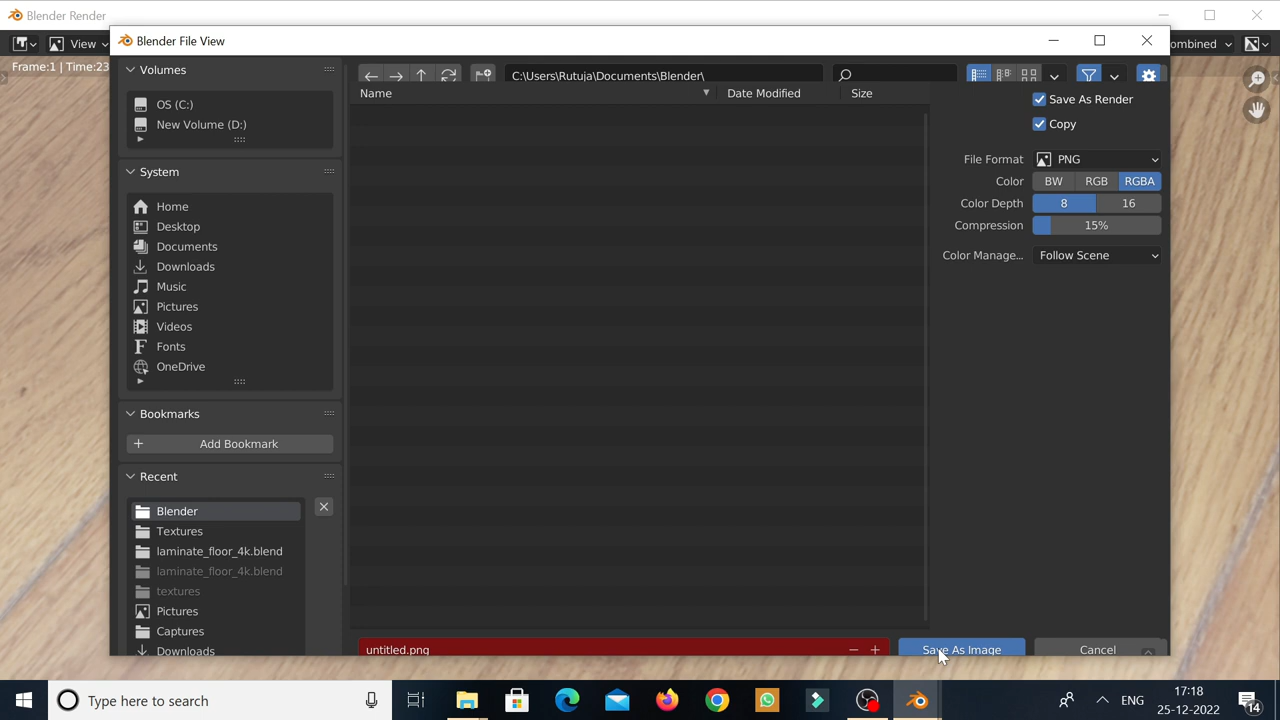 Blender Render
View
ombined
Frame:1 | Time:23
Blender File View
Volumes
OS (C:)
New Volume (D:)
System
Home
Desktop
Documents
Downloads
Music
Pictures
Videos
Fonts
OneDrive
Bookmarks
Add Bookmark
Recent
Blender
Textures
laminate_floor_4k.blend
laminate_floor_4k.blend
textures
Pictures
Captures
Downloads
C:\Users\Rutuja\Documents\Blender\
Name Date Modified Size
Save As Render
Copy
File Format PNG
Color BW RGB RGBA
Color Depth 8 16
Compression 15%
Color Manage... Follow Scene
untitled.png Save As Image Cancel
Type here to search
ENG
17:18
25-12-2022
14